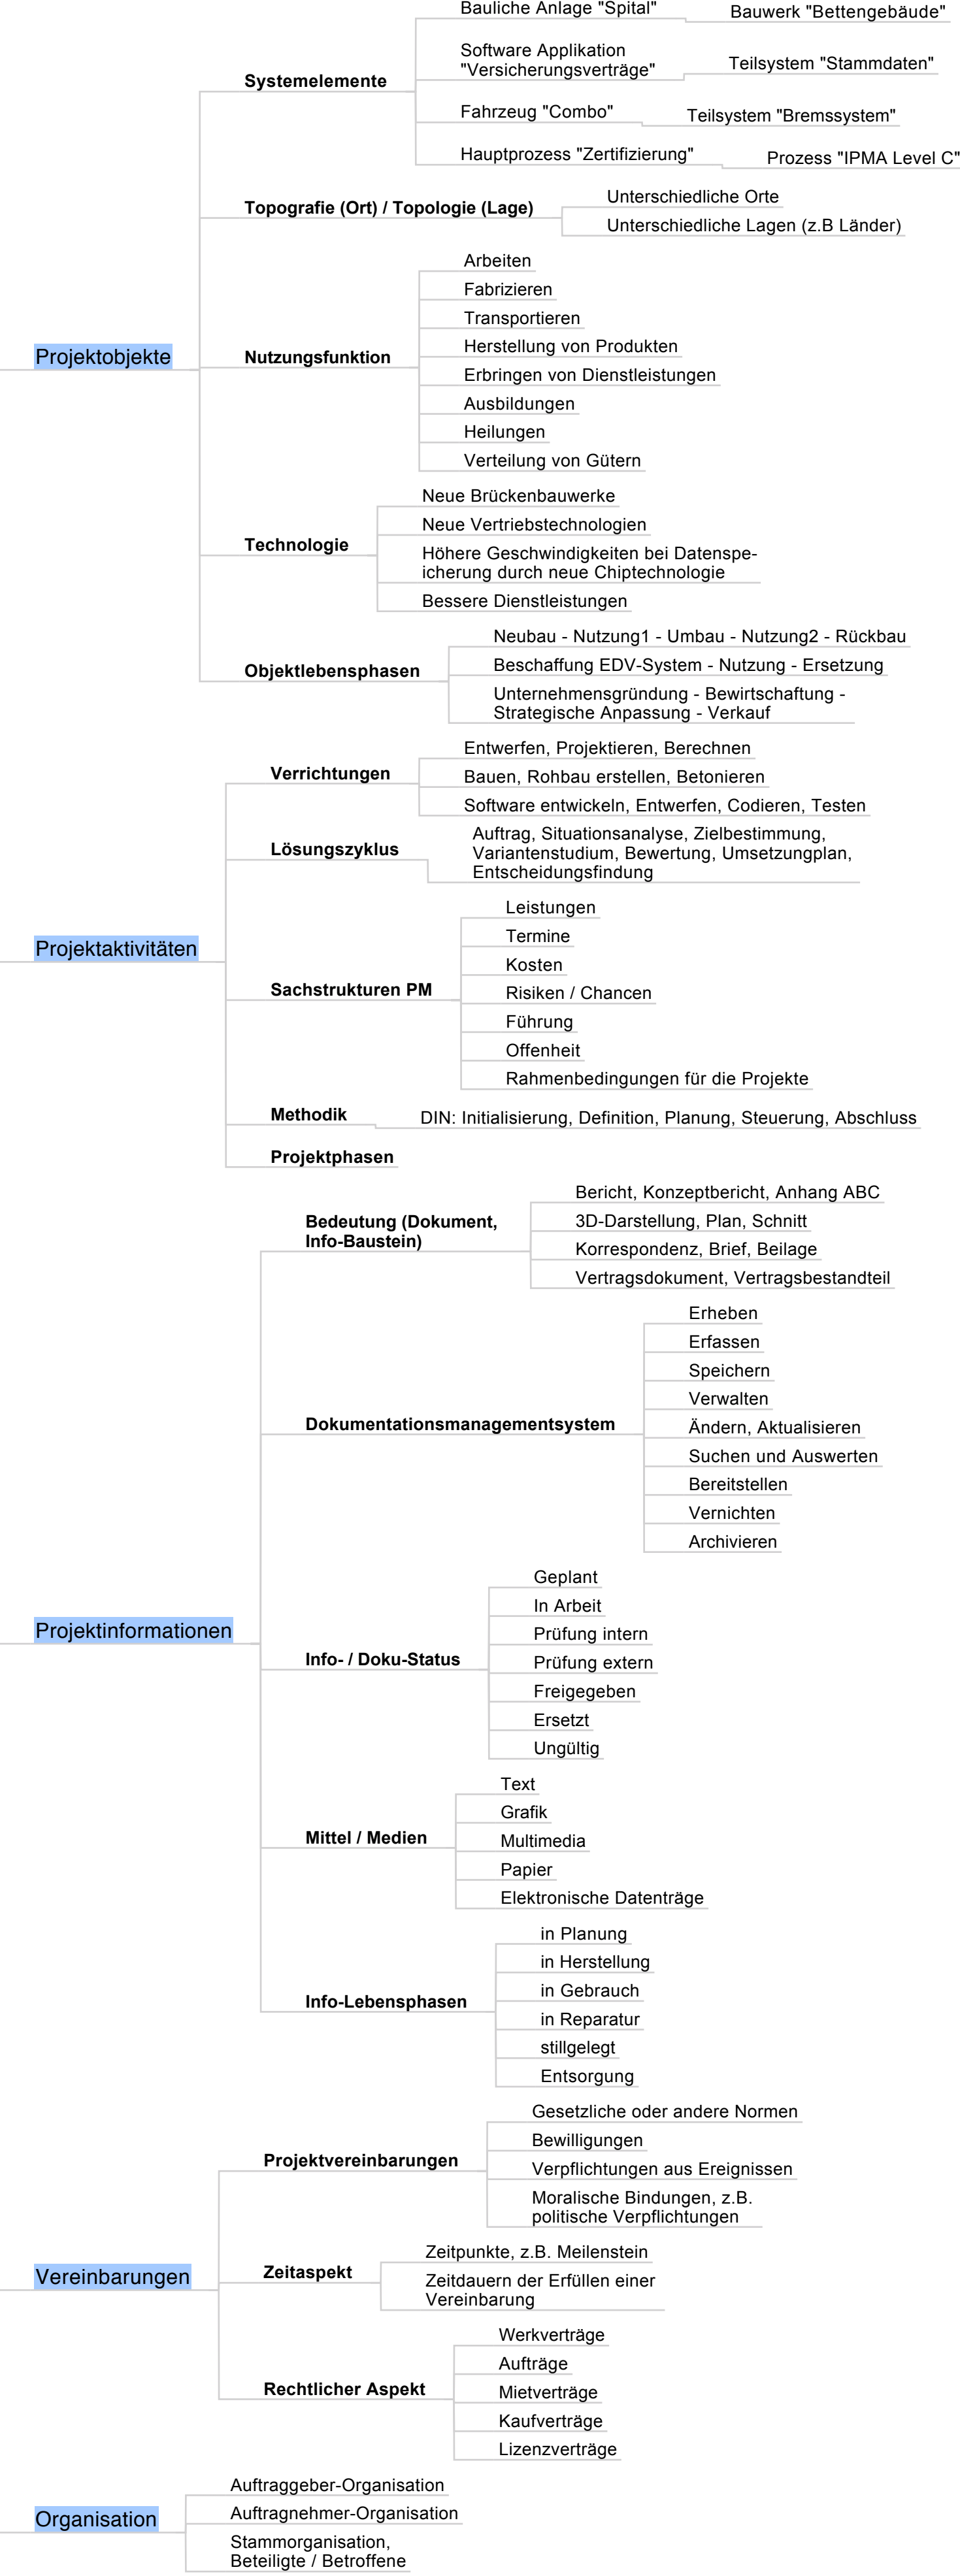 Projektobjekte
Systemelemente
Bauliche Anlage "Spital"
Bauwerk "Bettengebäude"
Software Applikation
"Versicherungsverträge"
Teilsystem "Stammdaten"
Fahrzeug "Combo"
Teilsystem "Bremssystem"
Hauptprozess "Zertifizierung"
Prozess "IPMA Level C"
Topografie (Ort) / Topologie (Lage)
Unterschiedliche Orte
Unterschiedliche Lagen (z.B Länder)
Nutzungsfunktion
Arbeiten
Fabrizieren
Transportieren
Herstellung von Produkten
Erbringen von Dienstleistungen
Ausbildungen
Heilungen
Verteilung von Gütern
Technologie
Neue Brückenbauwerke
Neue Vertriebstechnologien
Höhere Geschwindigkeiten bei Datenspe-
icherung durch neue Chiptechnologie
Bessere Dienstleistungen
Objektlebensphasen
Neubau - Nutzung1 - Umbau - Nutzung2 - Rückbau
Beschaffung EDV-System - Nutzung - Ersetzung
Unternehmensgründung - Bewirtschaftung -
Strategische Anpassung - Verkauf
Projektaktivitäten
Verrichtungen
Entwerfen, Projektieren, Berechnen
Bauen, Rohbau erstellen, Betonieren
Software entwickeln, Entwerfen, Codieren, Testen
Lösungszyklus
Auftrag, Situationsanalyse, Zielbestimmung,
Variantenstudium, Bewertung, Umsetzungplan,
Entscheidungsfindung
Sachstrukturen PM
Leistungen
Termine
Kosten
Risiken / Chancen
Führung
Offenheit
Rahmenbedingungen für die Projekte
Methodik
DIN: Initialisierung, Definition, Planung, Steuerung, Abschluss
Projektphasen
Projektinformationen
Bedeutung (Dokument,
Info-Baustein)
Bericht, Konzeptbericht, Anhang ABC
3D-Darstellung, Plan, Schnitt
Korrespondenz, Brief, Beilage
Vertragsdokument, Vertragsbestandteil
Dokumentationsmanagementsystem
Erheben
Erfassen
Speichern
Verwalten
Ändern, Aktualisieren
Suchen und Auswerten
Bereitstellen
Vernichten
Archivieren
Info- / Doku-Status
Geplant
In Arbeit
Prüfung intern
Prüfung extern
Freigegeben
Ersetzt
Ungültig
Mittel / Medien
Text
Grafik
Multimedia
Papier
Elektronische Datenträge
Info-Lebensphasen
in Planung
in Herstellung
in Gebrauch
in Reparatur
stillgelegt
Entsorgung
Vereinbarungen
Projektvereinbarungen
Gesetzliche oder andere Normen
Bewilligungen
Verpflichtungen aus Ereignissen
Moralische Bindungen, z.B.
politische Verpflichtungen
Zeitaspekt
Zeitpunkte, z.B. Meilenstein
Zeitdauern der Erfüllen einer
Vereinbarung
Rechtlicher Aspekt
Werkverträge
Aufträge
Mietverträge
Kaufverträge
Lizenzverträge
Organisation
Auftraggeber-Organisation
Auftragnehmer-Organisation
Stammorganisation,
Beteiligte / Betroffene